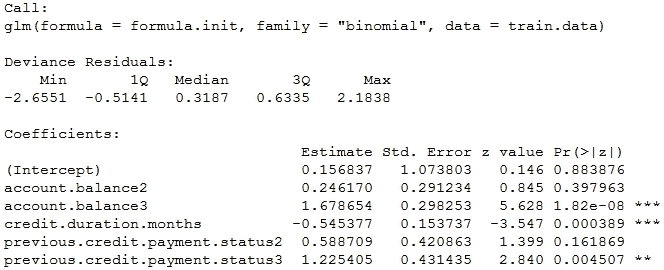 Call:
glm(formula = formula.init, family = "binomial", data = train.data)
Deviance Residuals:
Min 1Q Median 3Q Max
-2.6551 -0.5141 0.3187 0.6335 2.1838
Coefficients:
Estimate Std. Error z value Pr(>|z|)
(Intercept) 0.156837 1.073803 0.146 0.883876
account.balance2 0.246170 0.291234 0.845 0.397963
account.balance3 1.678654 0.298253 5.628 1.82e-08 ***
credit.duration.months -0.545377 0.153737 -3.547 0.000389 ***
previous.credit.payment.status2 0.588709 0.420863 1.399 0.161869
previous.credit.payment.status3 1.225405 0.431435 2.840 0.004507 **